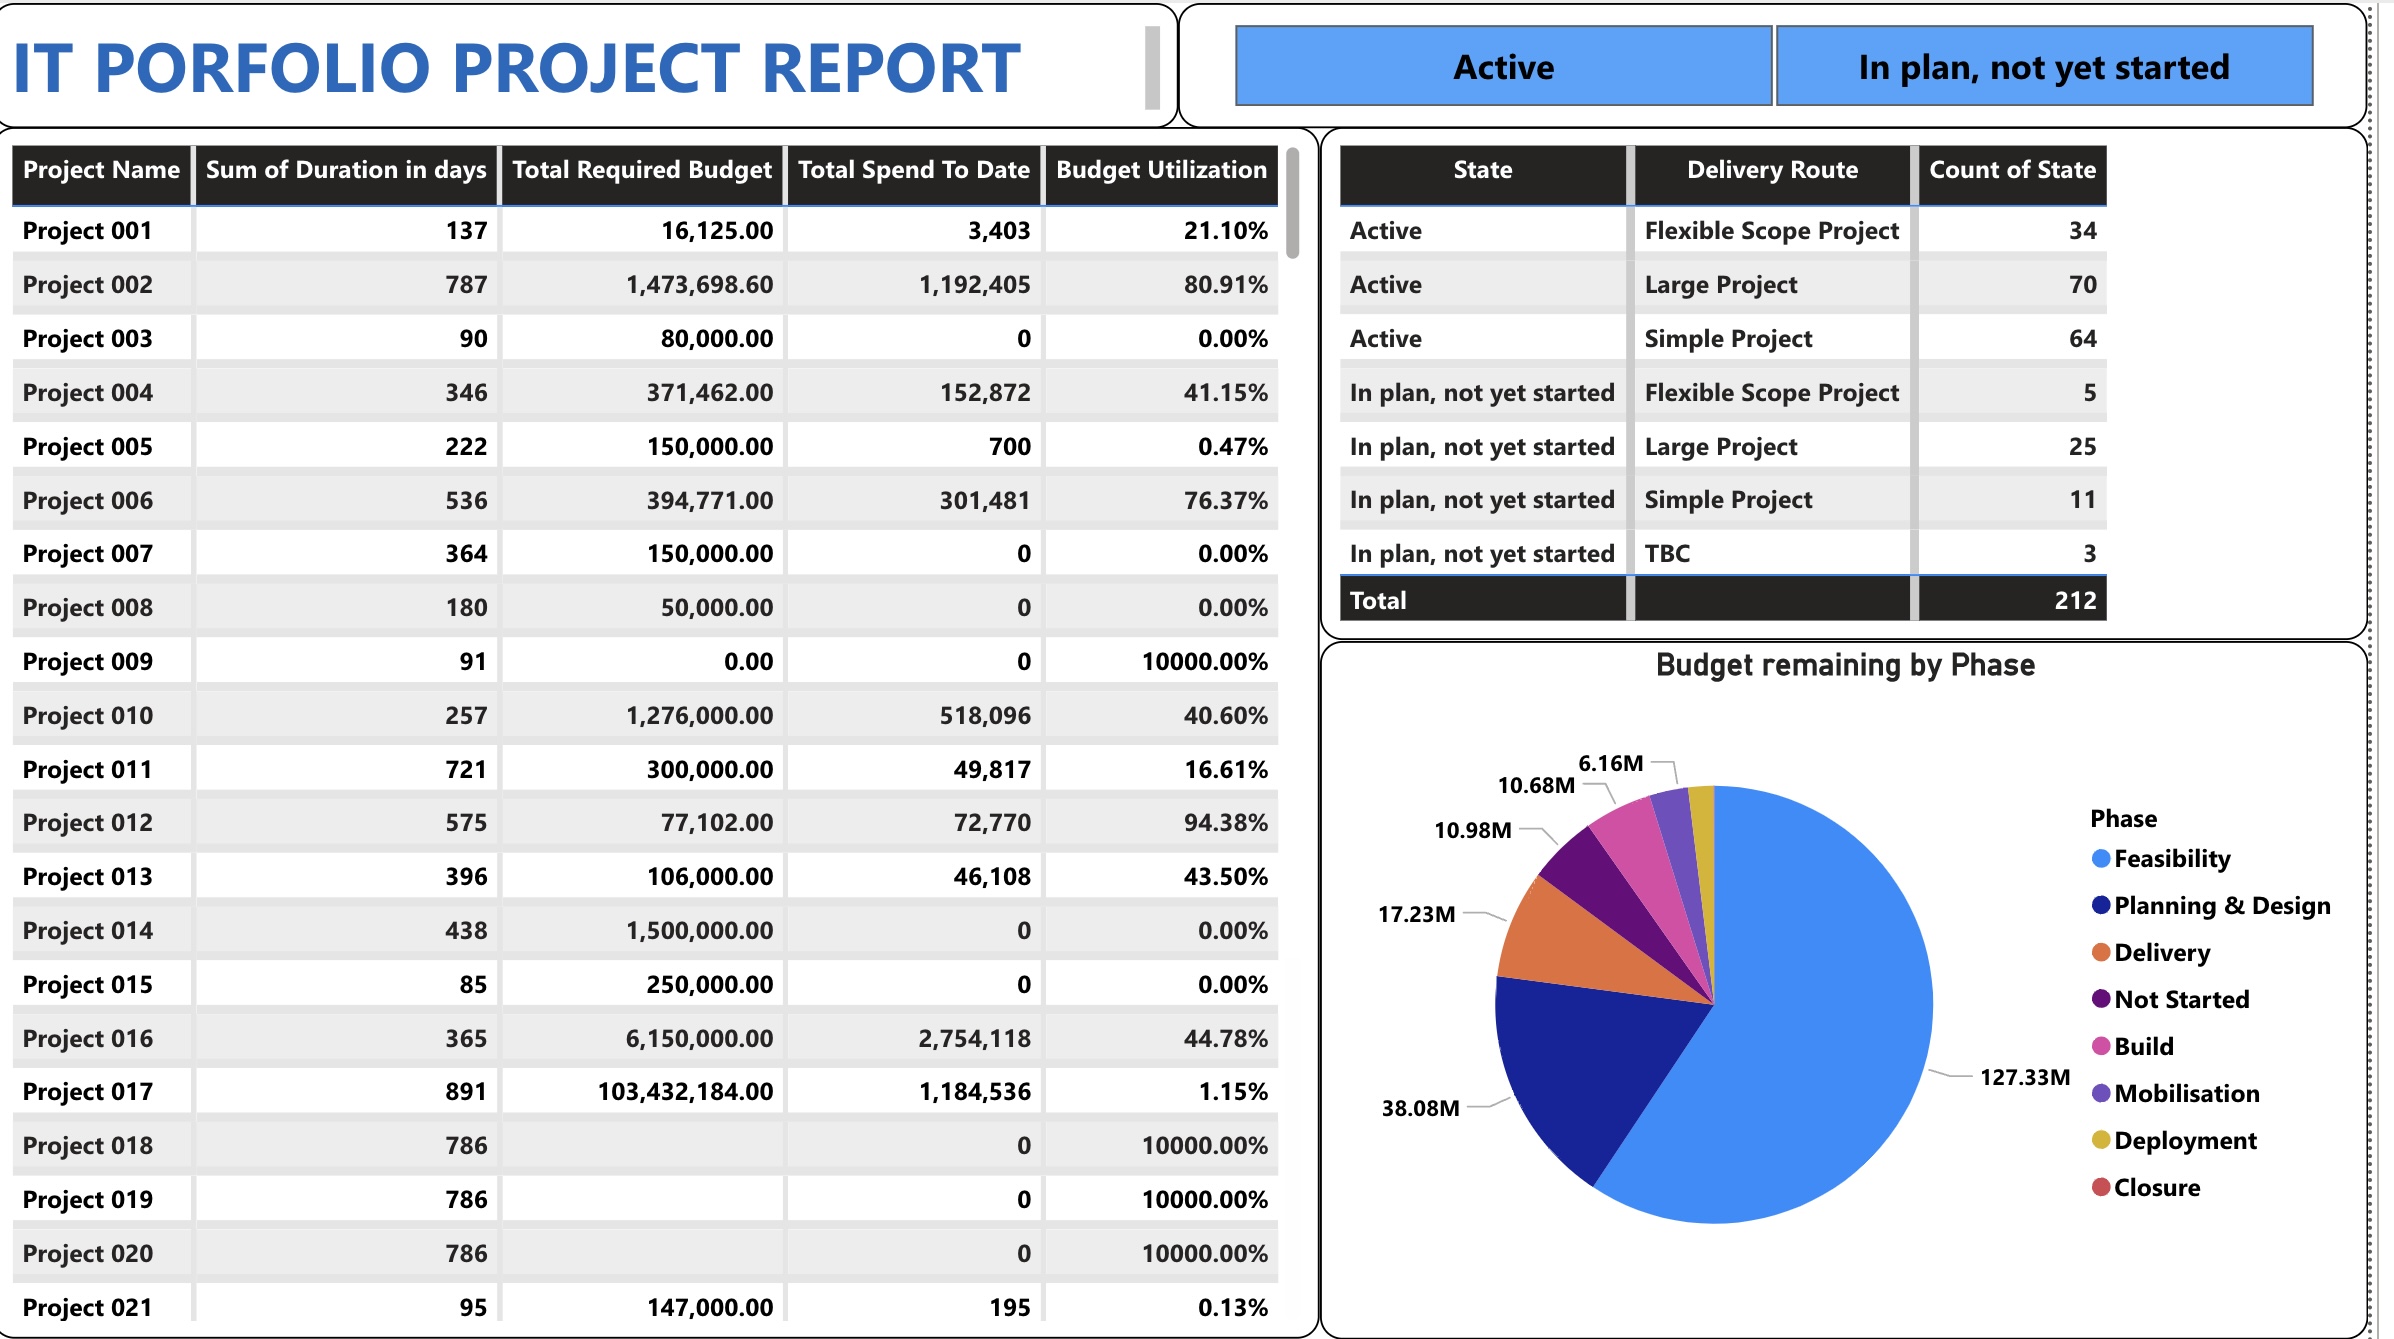 IT PORFOLIO PROJECT REPORT
Active In plan, not yet started
Project Name Sum of Duration in days Total Required Budget Total Spend To Date Budget Utilization
Project 001 137 16,125.00 3,403 21.10%
Project 002 787 1,473,698.60 1,192,405 80.91%
Project 003 90 80,000.00 0 0.00%
Project 004 346 371,462.00 152,872 41.15%
Project 005 222 150,000.00 700 0.47%
Project 006 536 394,771.00 301,481 76.37%
Project 007 364 150,000.00 0 0.00%
Project 008 180 50,000.00 0 0.00%
Project 009 91 0.00 0 10000.00%
Project 010 257 1,276,000.00 518,096 40.60%
Project 011 721 300,000.00 49,817 16.61%
Project 012 575 77,102.00 72,770 94.38%
Project 013 396 106,000.00 46,108 43.50%
Project 014 438 1,500,000.00 0 0.00%
Project 015 85 250,000.00 0 0.00%
Project 016 365 6,150,000.00 2,754,118 44.78%
Project 017 891 103,432,184.00 1,184,536 1.15%
Project 018 786 0 10000.00%
Project 019 786 0 10000.00%
Project 020 786 0 10000.00%
Project 021 95 147,000.00 195 0.13%
State Delivery Route Count of State
Active Flexible Scope Project 34
Active Large Project 70
Active Simple Project 64
In plan, not yet started Flexible Scope Project 5
In plan, not yet started Large Project 25
In plan, not yet started Simple Project 11
In plan, not yet started TBC 3
Total 212
Budget remaining by Phase
6.16M
10.68M
10.98M
17.23M
38.08M
127.33M
Phase
Feasibility
Planning & Design
Delivery
Not Started
Build
Mobilisation
Deployment
Closure